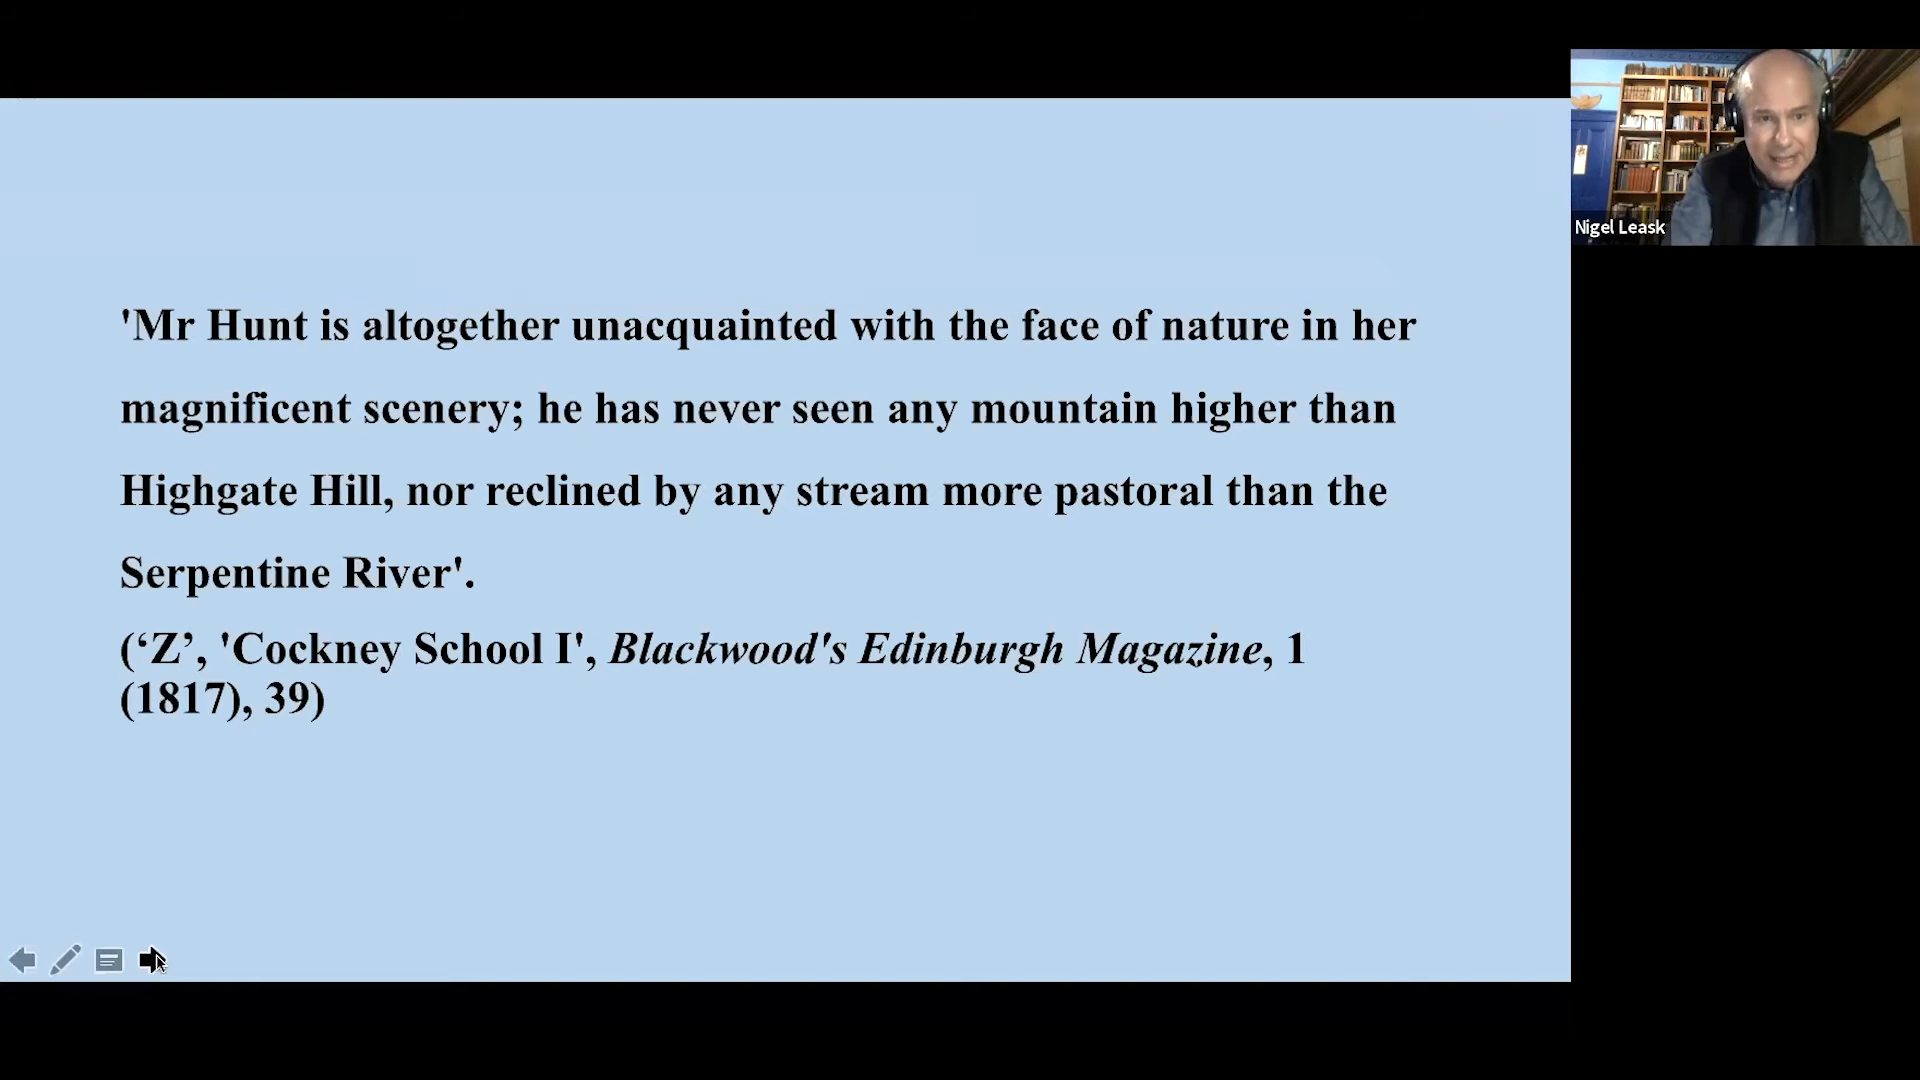 'Mr Hunt is altogether unacquainted with the face of nature in her
magnificent scenery; he has never seen any mountain higher than
Highgate Hill, nor reclined by any stream more pastoral than the
Serpentine River'.
(‘Z’, 'Cockney School I', Blackwood's Edinburgh Magazine, 1
(1817), 39)
Nigel Leask